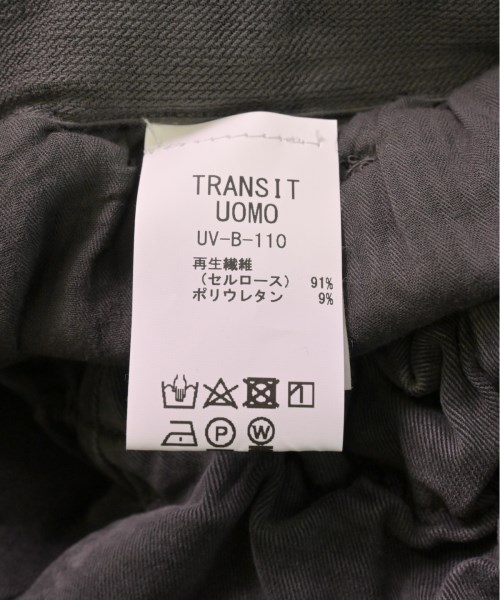 TRANSIT
UOMO
UV-B-110
再生繊維
（セルロース） 91%
ポリウレタン 9%
P
W